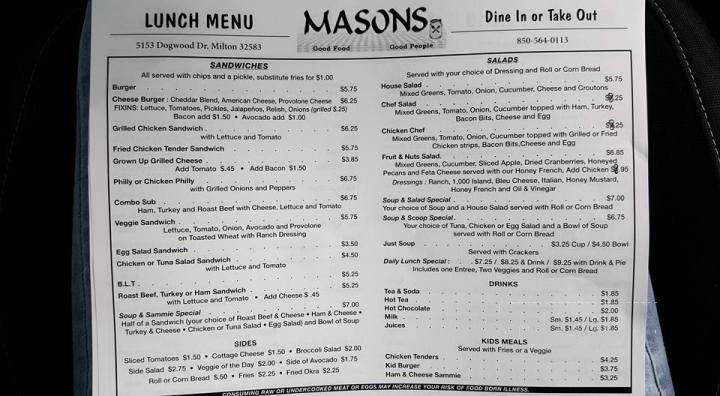 LUNCH MENU
5153 Dogwood Dr. Milton 32583
MASONS
Good Food Good People
Dine In or Take Out
850-564-0113
SANDWICHES
All served with chips and a pickle, substitute fries for $1.00
Burger $5.75
Cheese Burger : Cheddar Blend, American Cheese, Provolone Cheese $6.25
FIXINS: Lettuce, Tomatoes, Pickles, Jalapeños, Relish, Onions (grilled $.25)
Bacon add $1.50 • Avocado add $1.00
Grilled Chicken Sandwich $6.25
with Lettuce and Tomato
Fried Chicken Tender Sandwich $5.75
Grown Up Grilled Cheese $3.85
Add Tomato $.45 • Add Bacon $1.50
Philly or Chicken Philly $6.75
with Grilled Onions and Peppers
Combo Sub $6.75
Ham, Turkey and Roast Beef with Cheese, Lettuce and Tomato
Veggie Sandwich $5.75
Lettuce, Tomato, Onion, Avocado and Provolone
on Toasted Wheat with Ranch Dressing
Egg Salad Sandwich $3.50
Chicken or Tuna Salad Sandwich $4.50
with Lettuce and Tomato
B.L.T. $5.25
Roast Beef, Turkey or Ham Sandwich $5.25
with Lettuce and Tomato • Add Cheese $ .45
Soup & Sammie Special $7.00
Half of a Sandwich (your choice of Roast Beef & Cheese • Ham & Cheese •
Turkey & Cheese • Chicken or Tuna Salad • Egg Salad) and Bowl of Soup
SIDES
Sliced Tomatoes $1.50 • Cottage Cheese $1.50 • Broccoli Salad $2.00
Side Salad $2.75 • Veggie of the Day $2.00 • Side of Avocado $1.75
Roll or Corn Bread $.50 • Fries $2.25 • Fried Okra $2.25
SALADS
Served with your choice of Dressing and Roll or Corn Bread
House Salad $5.75
Mixed Greens, Tomato, Onion, Cucumber, Cheese and Croutons
Chef Salad .25
Mixed Greens, Tomato, Onion, Cucumber topped with Ham, Turkey,
Bacon Bits, Cheese and Egg
Chicken Chef .25
Mixed Greens, Tomato, Onion, Cucumber topped with Grilled or Fried
Chicken strips, Bacon Bits,Cheese and Egg
Fruit & Nuts Salad. $6.85
Mixed Greens, Cucumber, Sliced Apple, Dried Cranberries, Honeyed
Pecans and Feta Cheese served with our Honey French, Add Chicken .95
Dressings : Ranch, 1,000 Island, Bleu Cheese, Italian, Honey Mustard,
Honey French and Oil & Vinegar
Soup & Salad Special $7.00
Your choice of Soup and a House Salad served with Roll or Corn Bread
Soup & Scoop Special $6.75
Your choice of Tuna, Chicken or Egg Salad and a Bowl of Soup
served with Roll or Corn Bread
Just Soup $3.25 Cup / $4.50 Bowl
Served with Crackers
Daily Lunch Special : $7.25 / $8.25 & Drink / $9.25 with Drink & Pie
Includes one Entree, Two Veggies and Roll or Corn Bread
DRINKS
Tea & Soda $1.85
Hot Tea $1.85
Hot Chocolate $2.00
Milk Sm. $1.45 / Lg. $1.85
Juices Sm. $1.45 / Lg. $1.85
KIDS MEALS
Served with Fries or a Veggie
Chicken Tenders $4.25
Kid Burger $3.75
Ham & Cheese Sammie $3.25
CONSUMING RAW OR UNDERCOOKED MEAT OR EGGS MAY INCREASE YOUR RISK OF FOOD BORN ILLNESS.